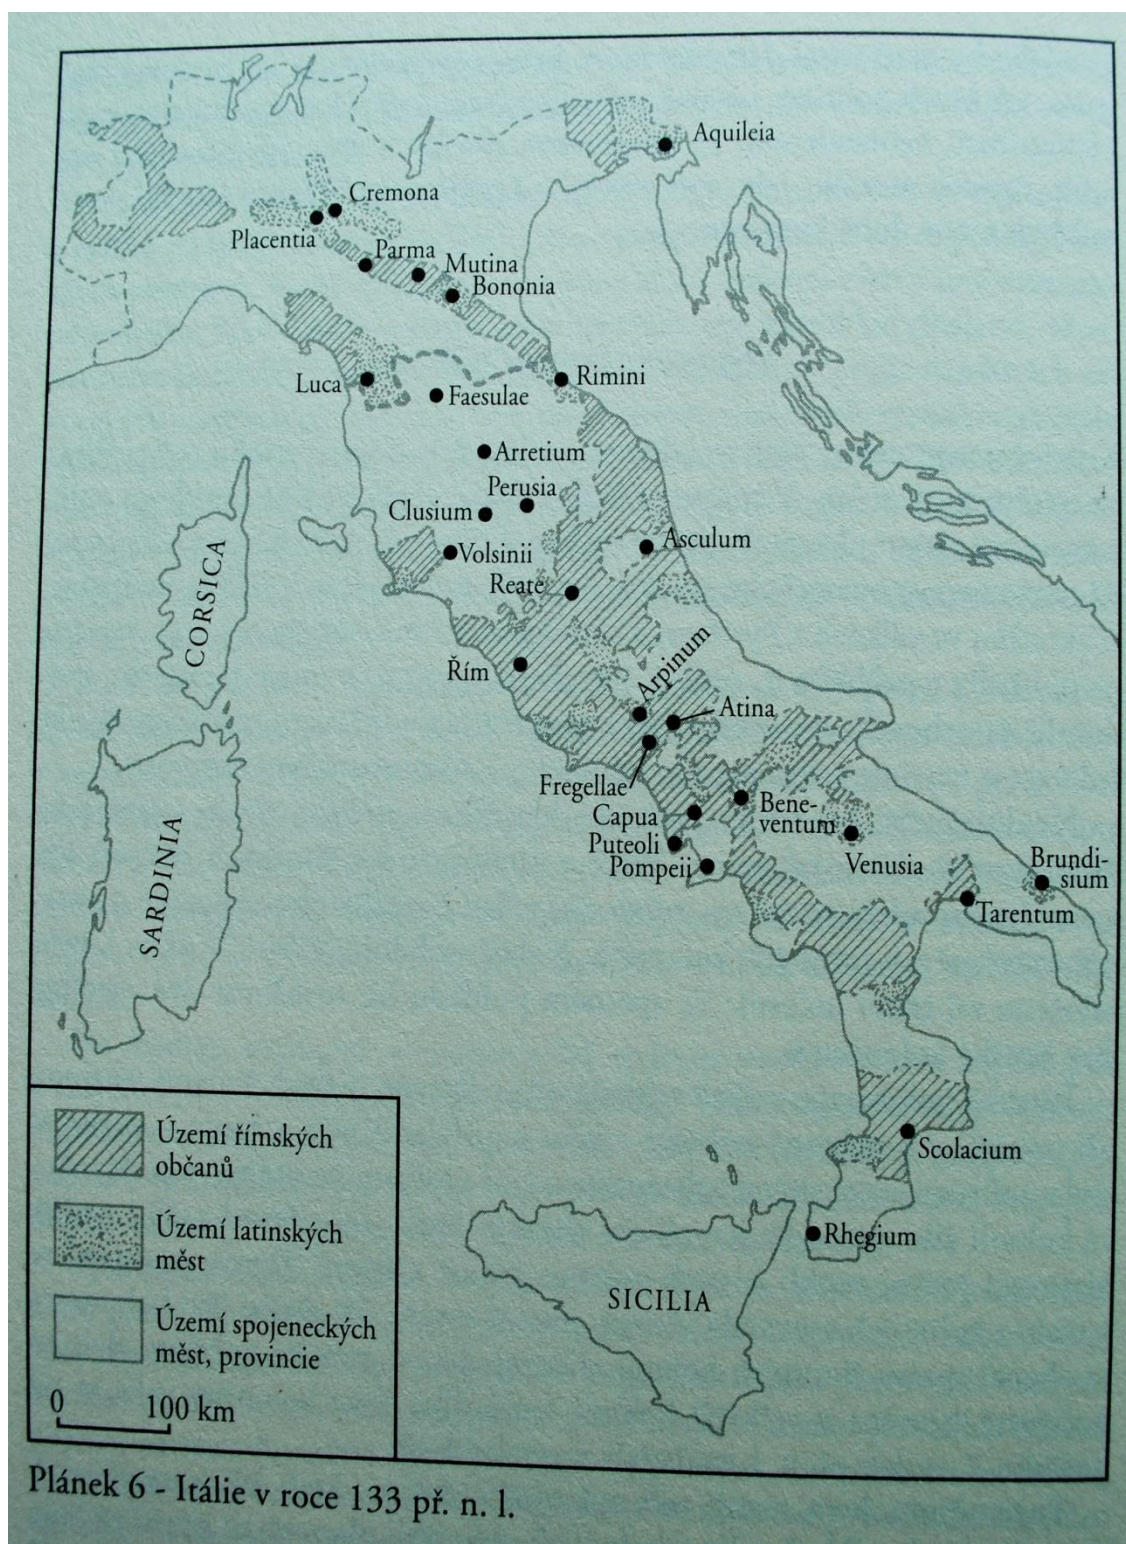 Aquileia
Cremona
Placentia
Parma
Mutina
Bononia
Luca
Faesulae
Rimini
Arretium
Perusia
Clusium
Asculum
Volsinii
Reate
CORSICA
Řím
Arpinum
Atina
Fregellae
Capua
Bene-
ventum
Puteoli
Pompeii
Venusia
Brundi-
sium
Tarentum
SARDINIA
Scolacium
Rhegium
SICILIA
Území římských
občanů
Území latinských
měst
Území spojeneckých
měst, provincie
0 100 km
Plánek 6 - Itálie v roce 133 př. n. l.